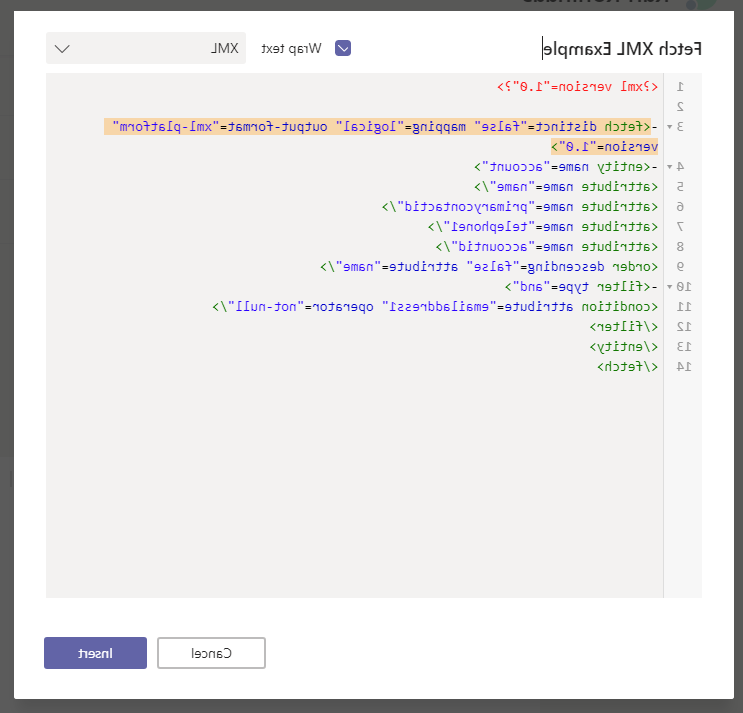 Fetch XML Example
Wrap text
XML
1 <?xml version="1.0"?>
2
3 -<fetch distinct="false" mapping="logical" output-format="xml-platform"
version="1.0">
4 -<entity name="account">
5 <attribute name="name"/>
6 <attribute name="primarycontactid"/>
7 <attribute name="telephone1"/>
8 <attribute name="accountid"/>
9 <order descending="false" attribute="name"/>
10 -<filter type="and">
11 <condition attribute="emailaddress1" operator="not-null"/>
12 </filter>
13 </entity>
14 </fetch>
Cancel
Insert